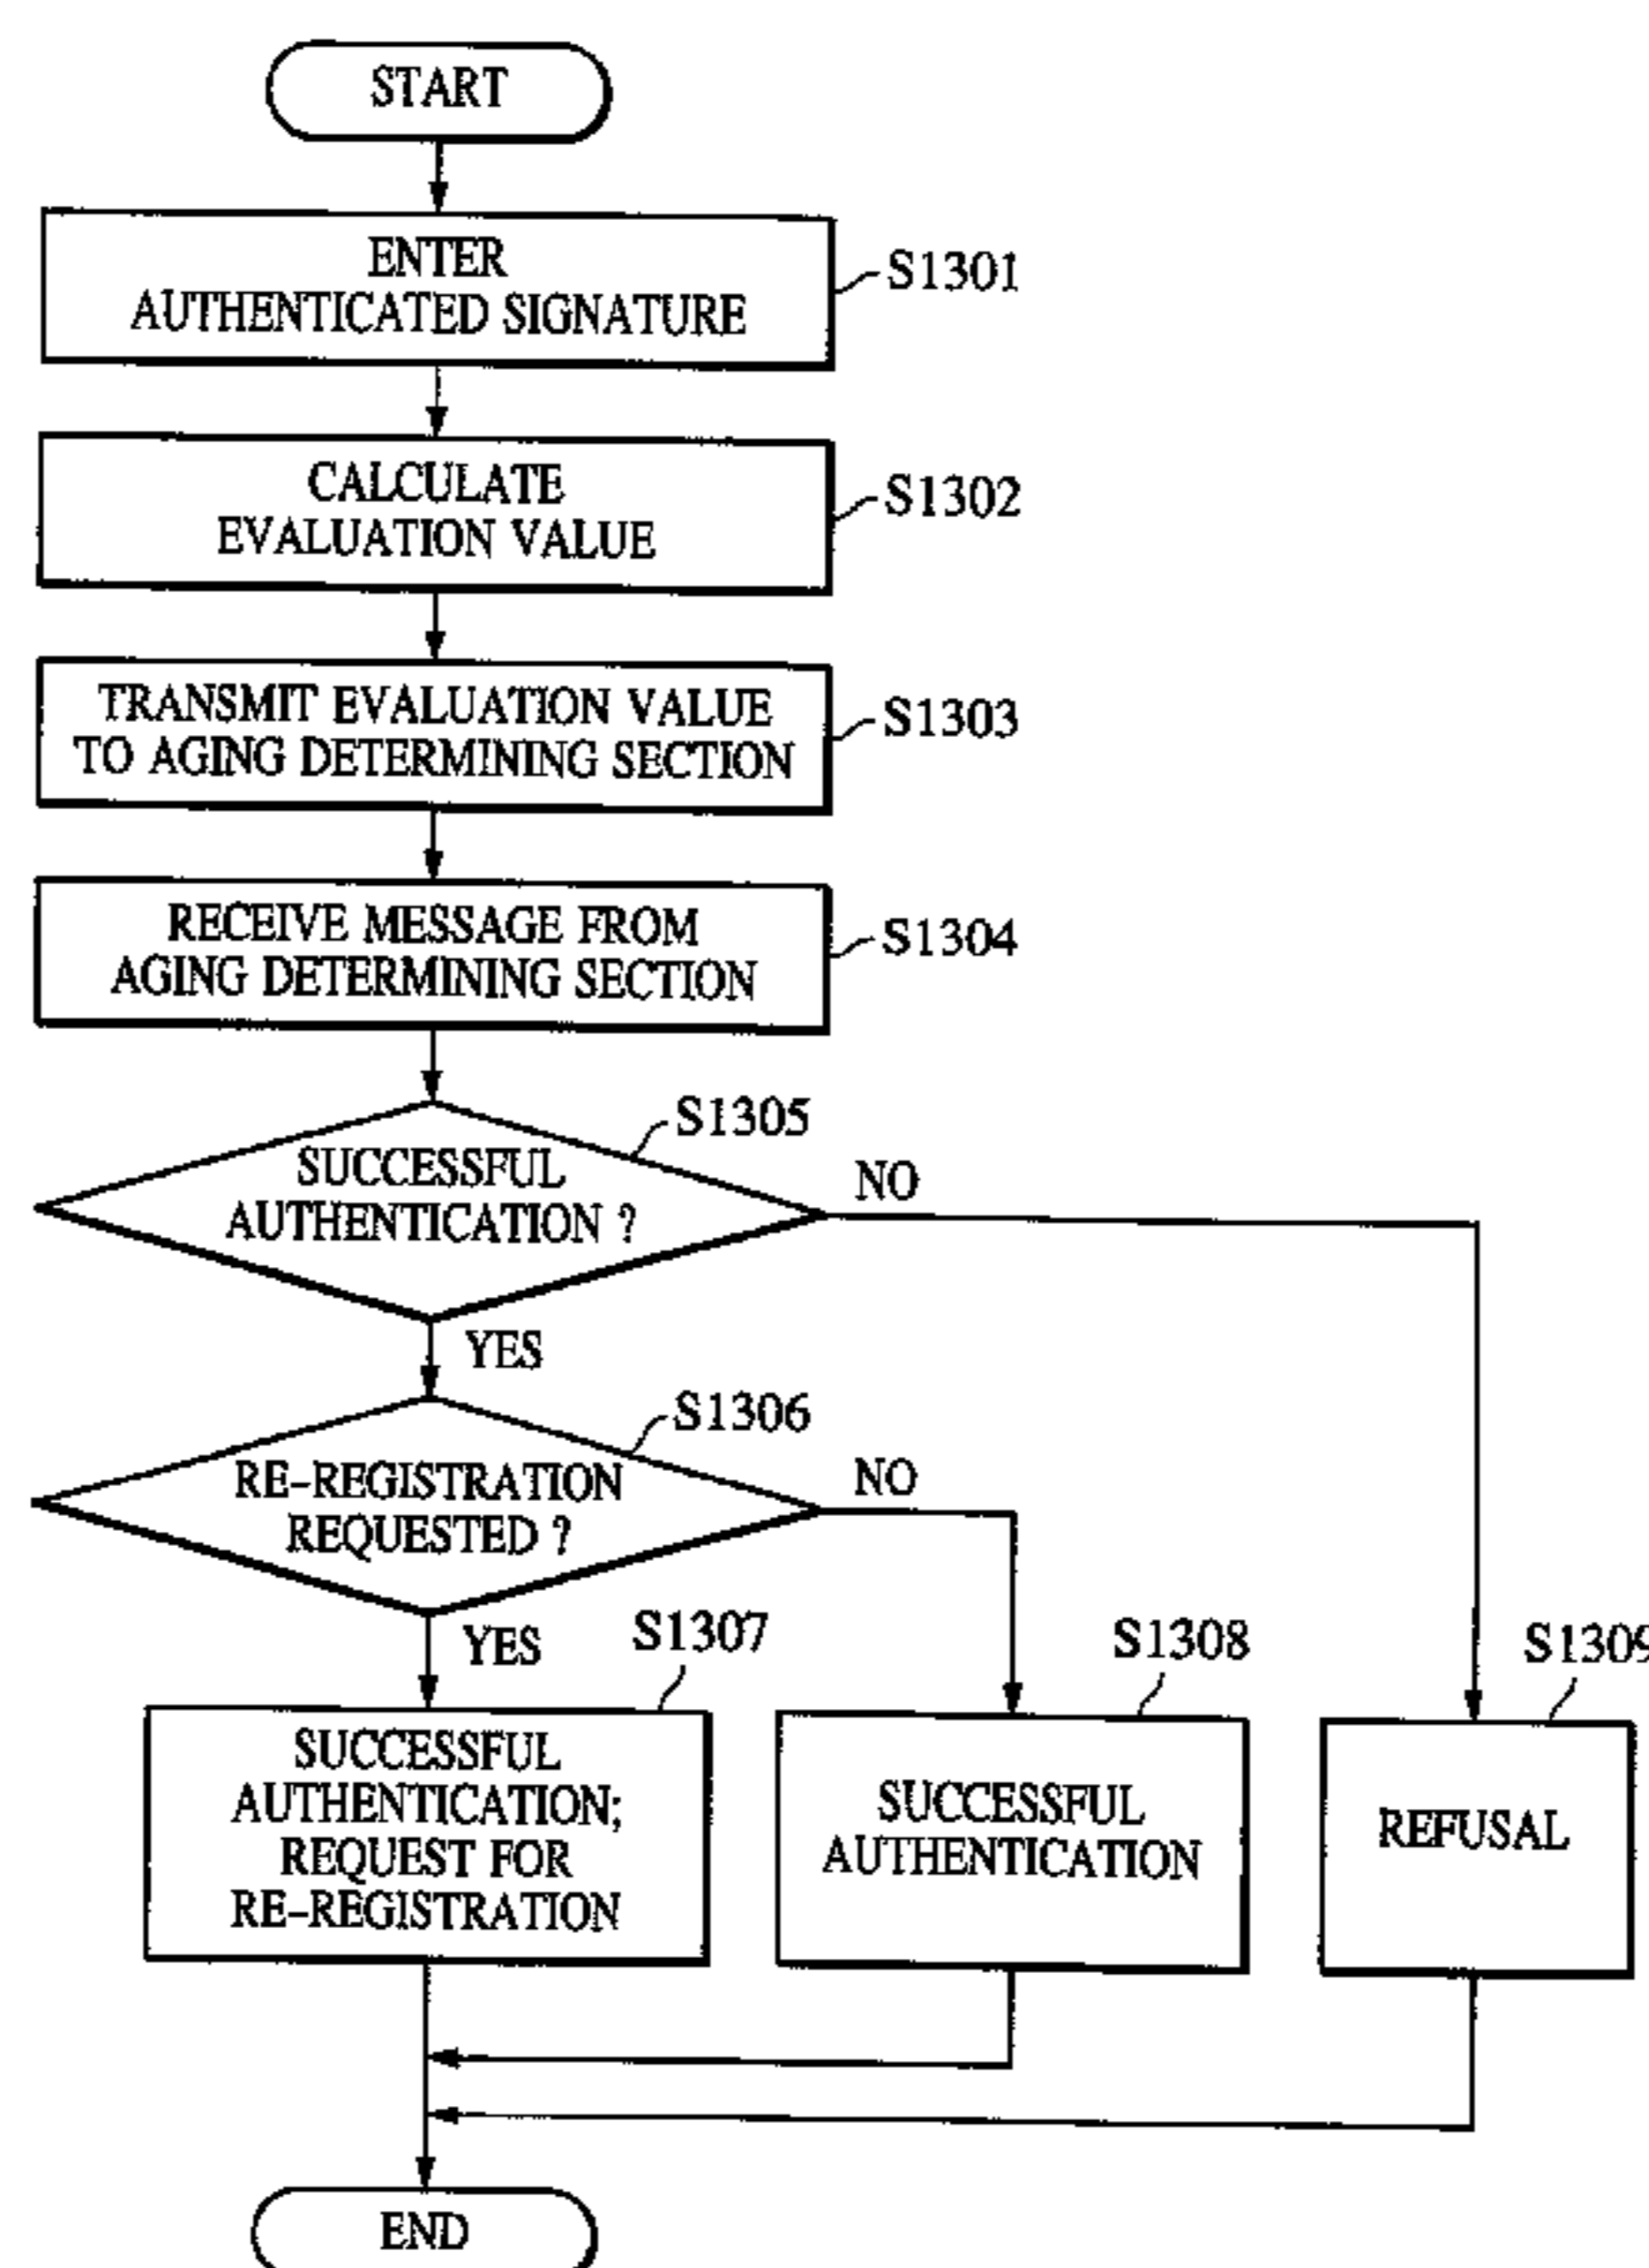 START
ENTER
AUTHENTICATED SIGNATURE
S1301
CALCULATE
EVALUATION VALUE
S1302
TRANSMIT EVALUATION VALUE
TO AGING DETERMINING SECTION
S1303
RECEIVE MESSAGE FROM
AGING DETERMINING SECTION
S1304
S1305
SUCCESSFUL
AUTHENTICATION ?
NO
YES
S1306
RE-REGISTRATION
REQUESTED ?
NO
YES
S1307
S1308
S1309
SUCCESSFUL
AUTHENTICATION;
REQUEST FOR
RE-REGISTRATION
SUCCESSFUL
AUTHENTICATION
REFUSAL
END